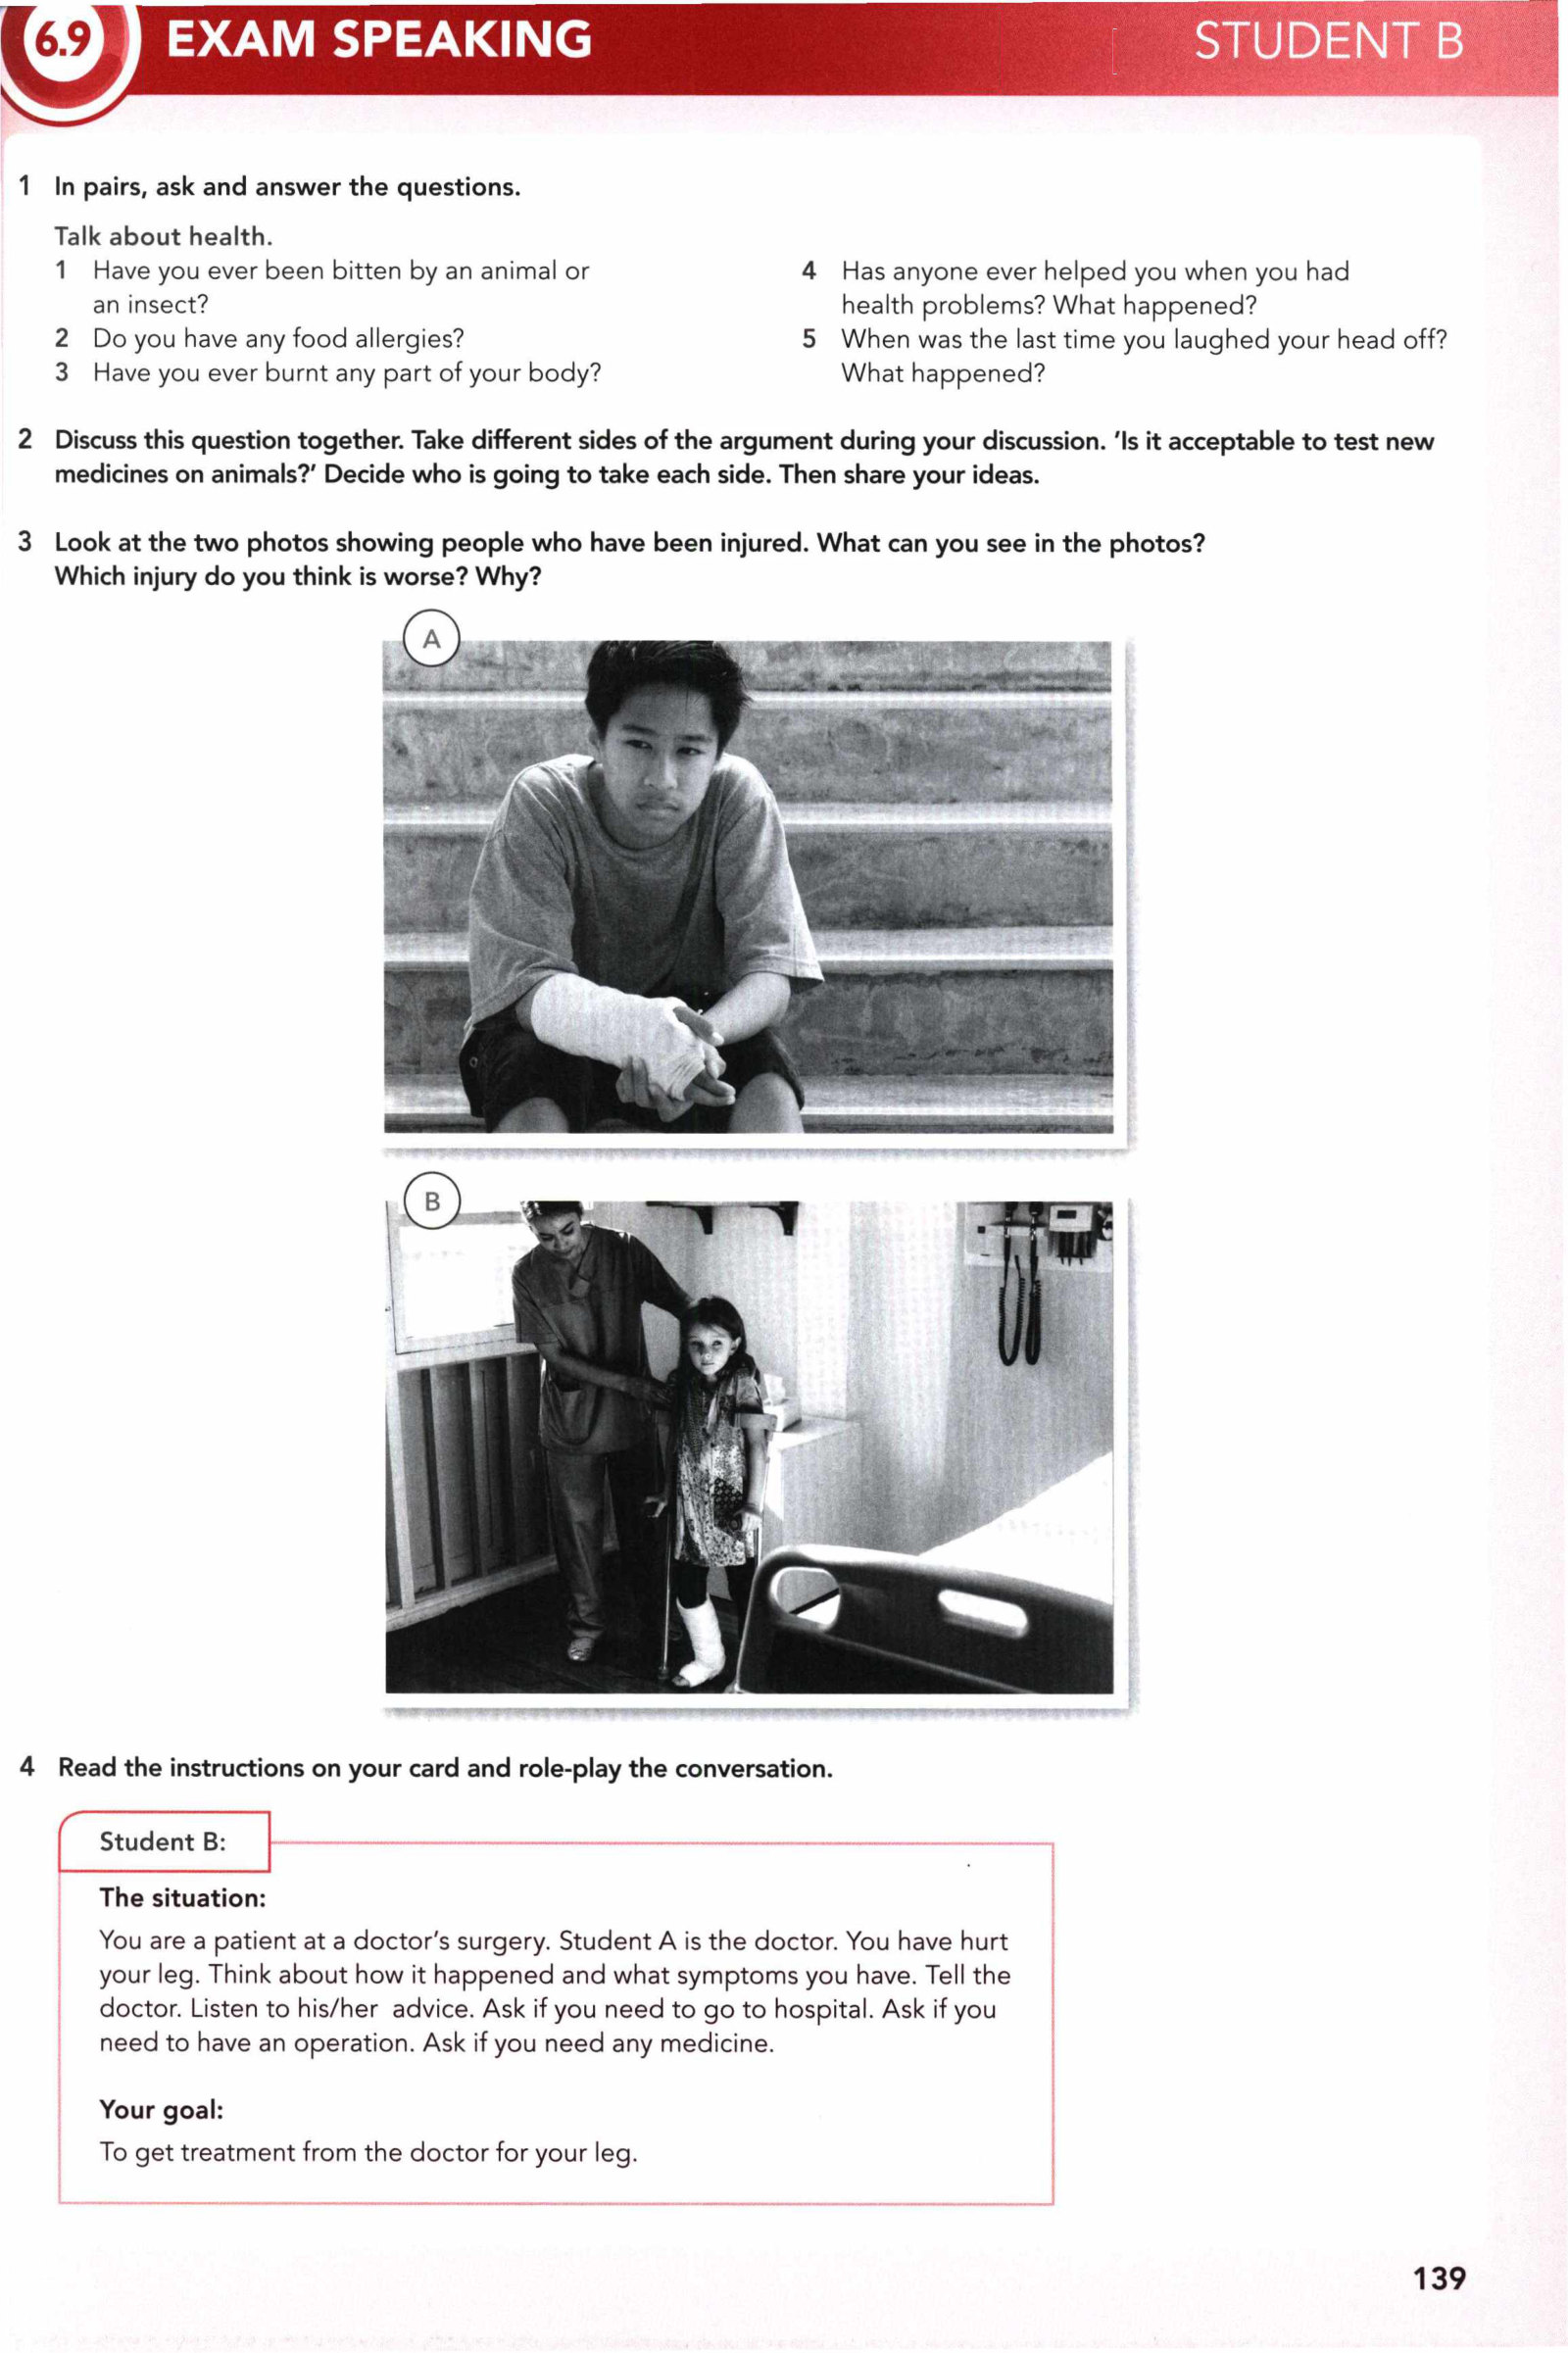 6.9 EXAM SPEAKING STUDENT B
1 In pairs, ask and answer the questions.
Talk about health.
1 Have you ever been bitten by an animal or
an insect?
2 Do you have any food allergies?
3 Have you ever burnt any part of your body?
4 Has anyone ever helped you when you had
health problems? What happened?
5 When was the last time you laughed your head off?
What happened?
2 Discuss this question together. Take different sides of the argument during your discussion. 'Is it acceptable to test new
medicines on animals?' Decide who is going to take each side. Then share your ideas.
3 Look at the two photos showing people who have been injured. What can you see in the photos?
Which injury do you think is worse? Why?
A
B
4 Read the instructions on your card and role-play the conversation.
Student B:
The situation:
You are a patient at a doctor's surgery. Student A is the doctor. You have hurt
your leg. Think about how it happened and what symptoms you have. Tell the
doctor. Listen to his/her advice. Ask if you need to go to hospital. Ask if you
need to have an operation. Ask if you need any medicine.
Your goal:
To get treatment from the doctor for your leg.
139